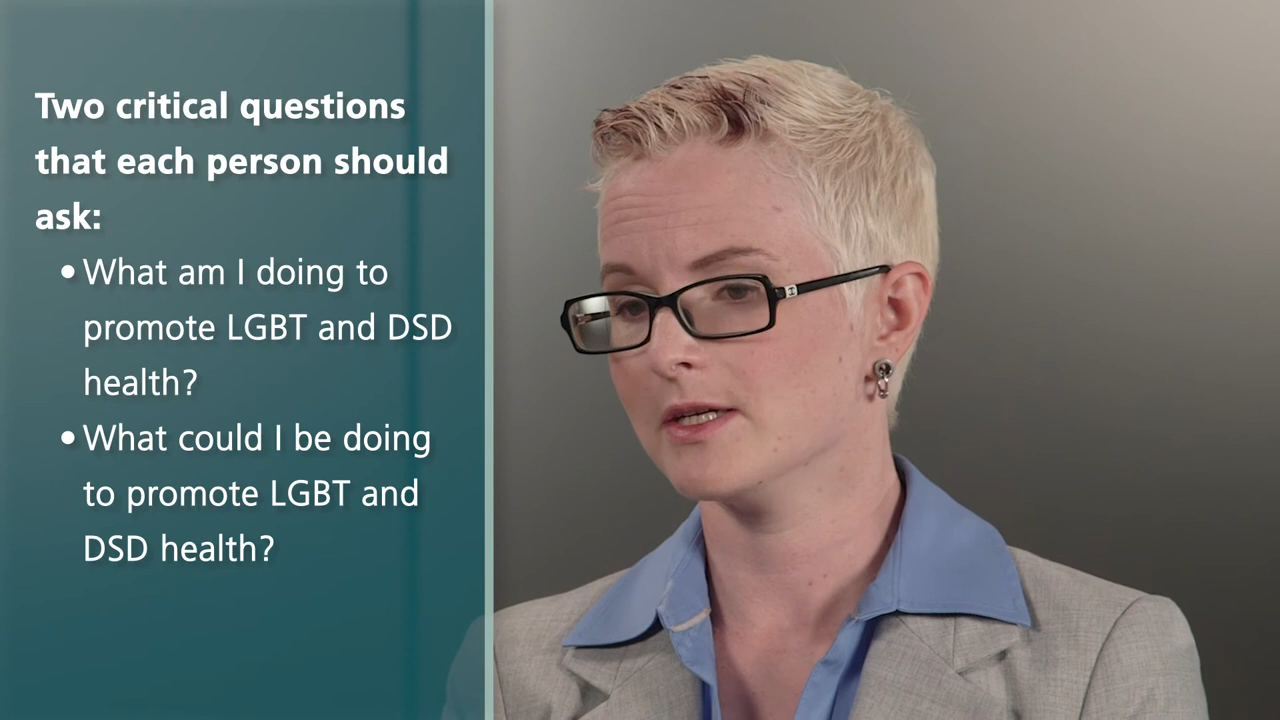 Two critical questions
that each person should
ask:
• What am I doing to
promote LGBT and DSD
health?
• What could I be doing
to promote LGBT and
DSD health?